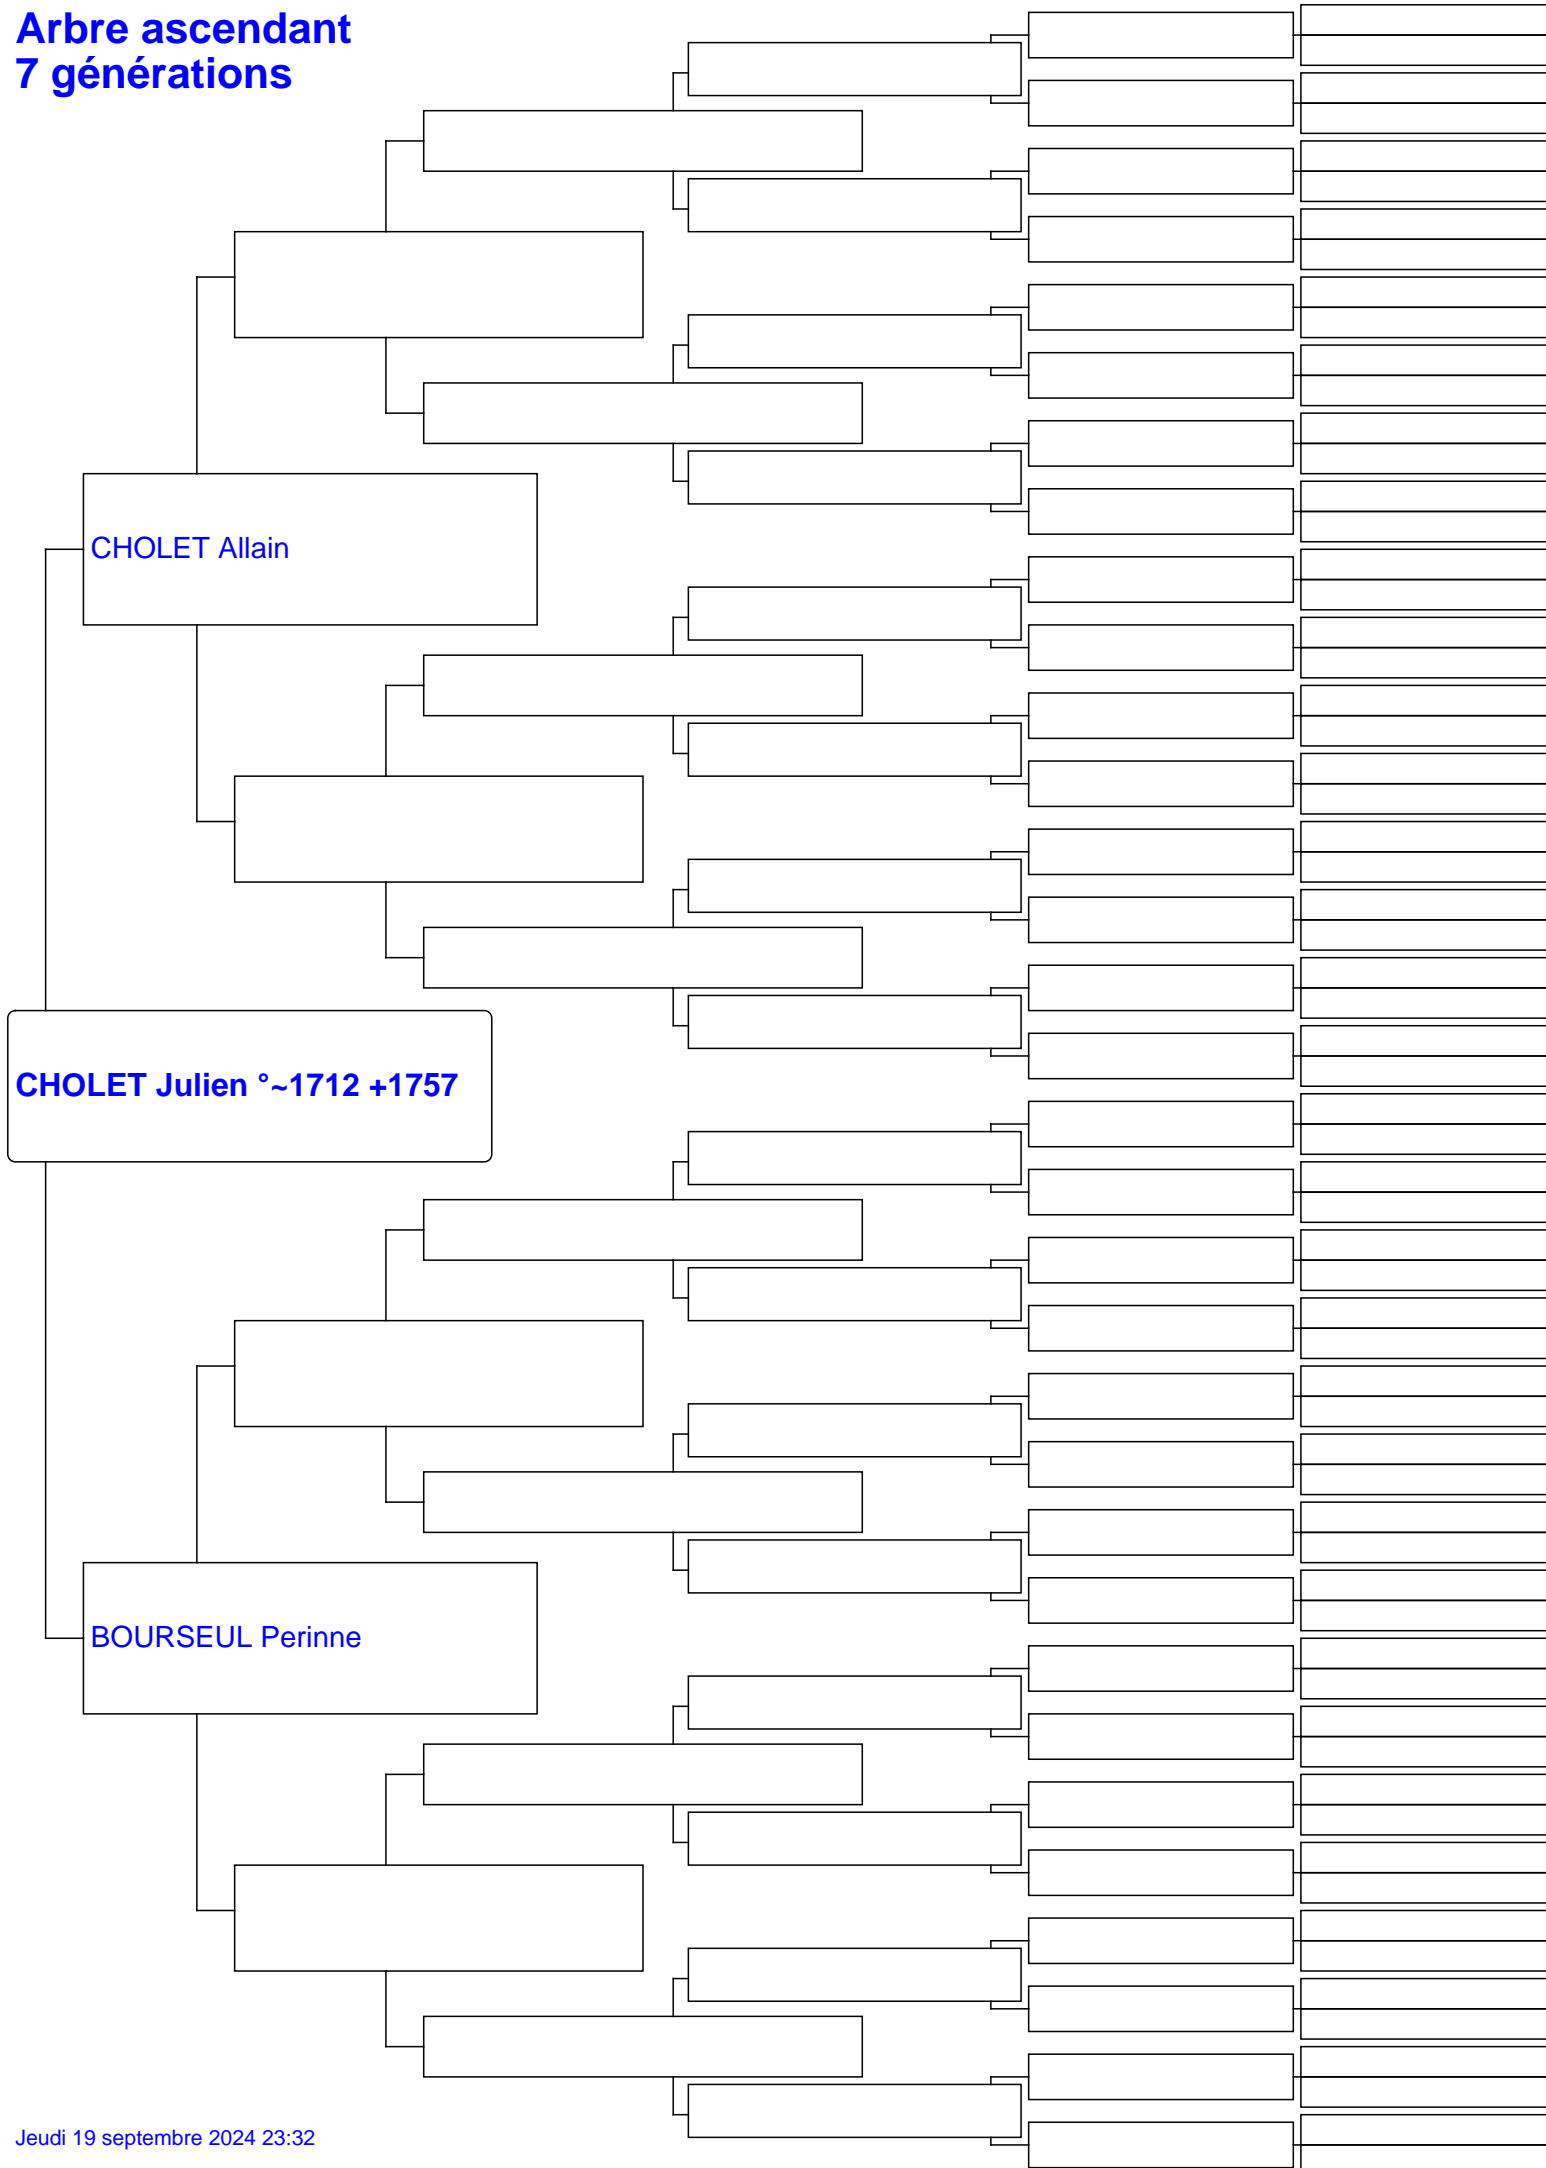 Arbre ascendant
7 générations
CHOLET Allain
CHOLET Julien °~1712 +1757
BOURSEUL Perinne
Jeudi 19 septembre 2024 23:32